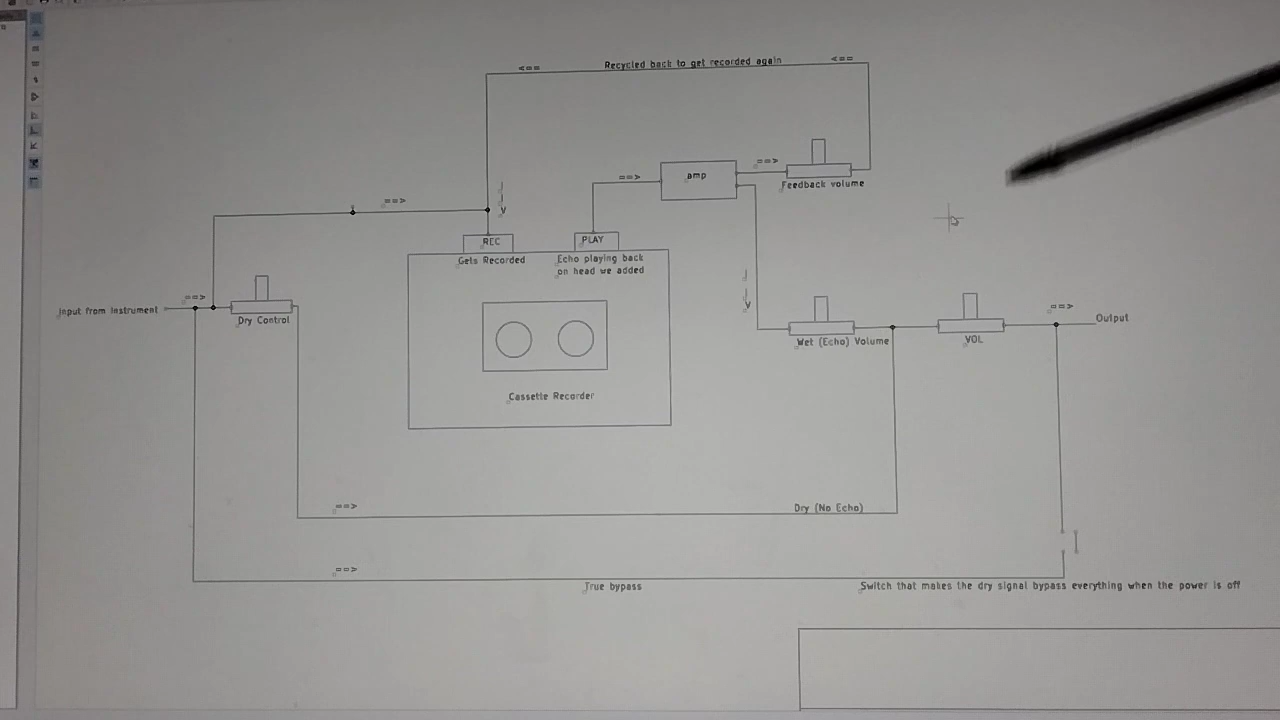 Recycled back to get recorded again
amp
Feedback volume
REC
PLAY
Gets Recorded
Echo playing back
on head we added
Input from Instrument
Dry Control
Wet (Echo) Volume
VOL
Output
Cassette Recorder
Dry (No Echo)
True bypass
Switch that makes the dry signal bypass everything when the power is off